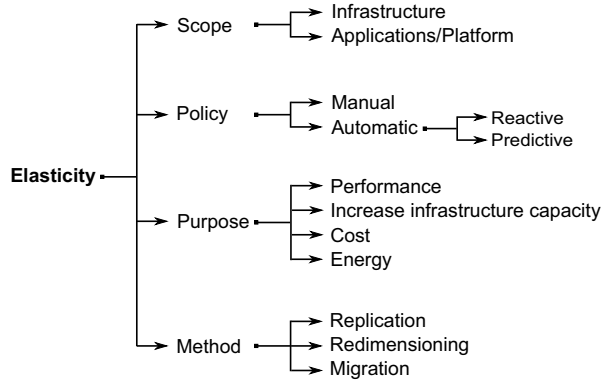 Scope
Infrastructure
Applications/Platform
Policy
Manual
Automatic
Reactive
Predictive
Elasticity
Purpose
Performance
Increase infrastructure capacity
Cost
Energy
Method
Replication
Redimensioning
Migration